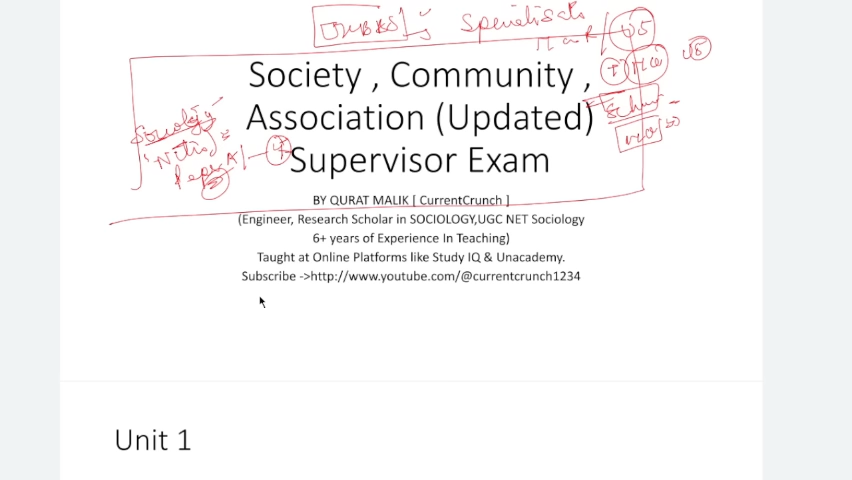 Specialisat
Society , Community ,
Association (Updated)
Supervisor Exam
Sociology
BY QURAT MALIK [ CurrentCrunch ]
(Engineer, Research Scholar in SOCIOLOGY,UGC NET Sociology
6+ years of Experience In Teaching)
Taught at Online Platforms like Study IQ & Unacademy.
Subscribe ->http://www.youtube.com/@currentcrunch1234
Unit 1